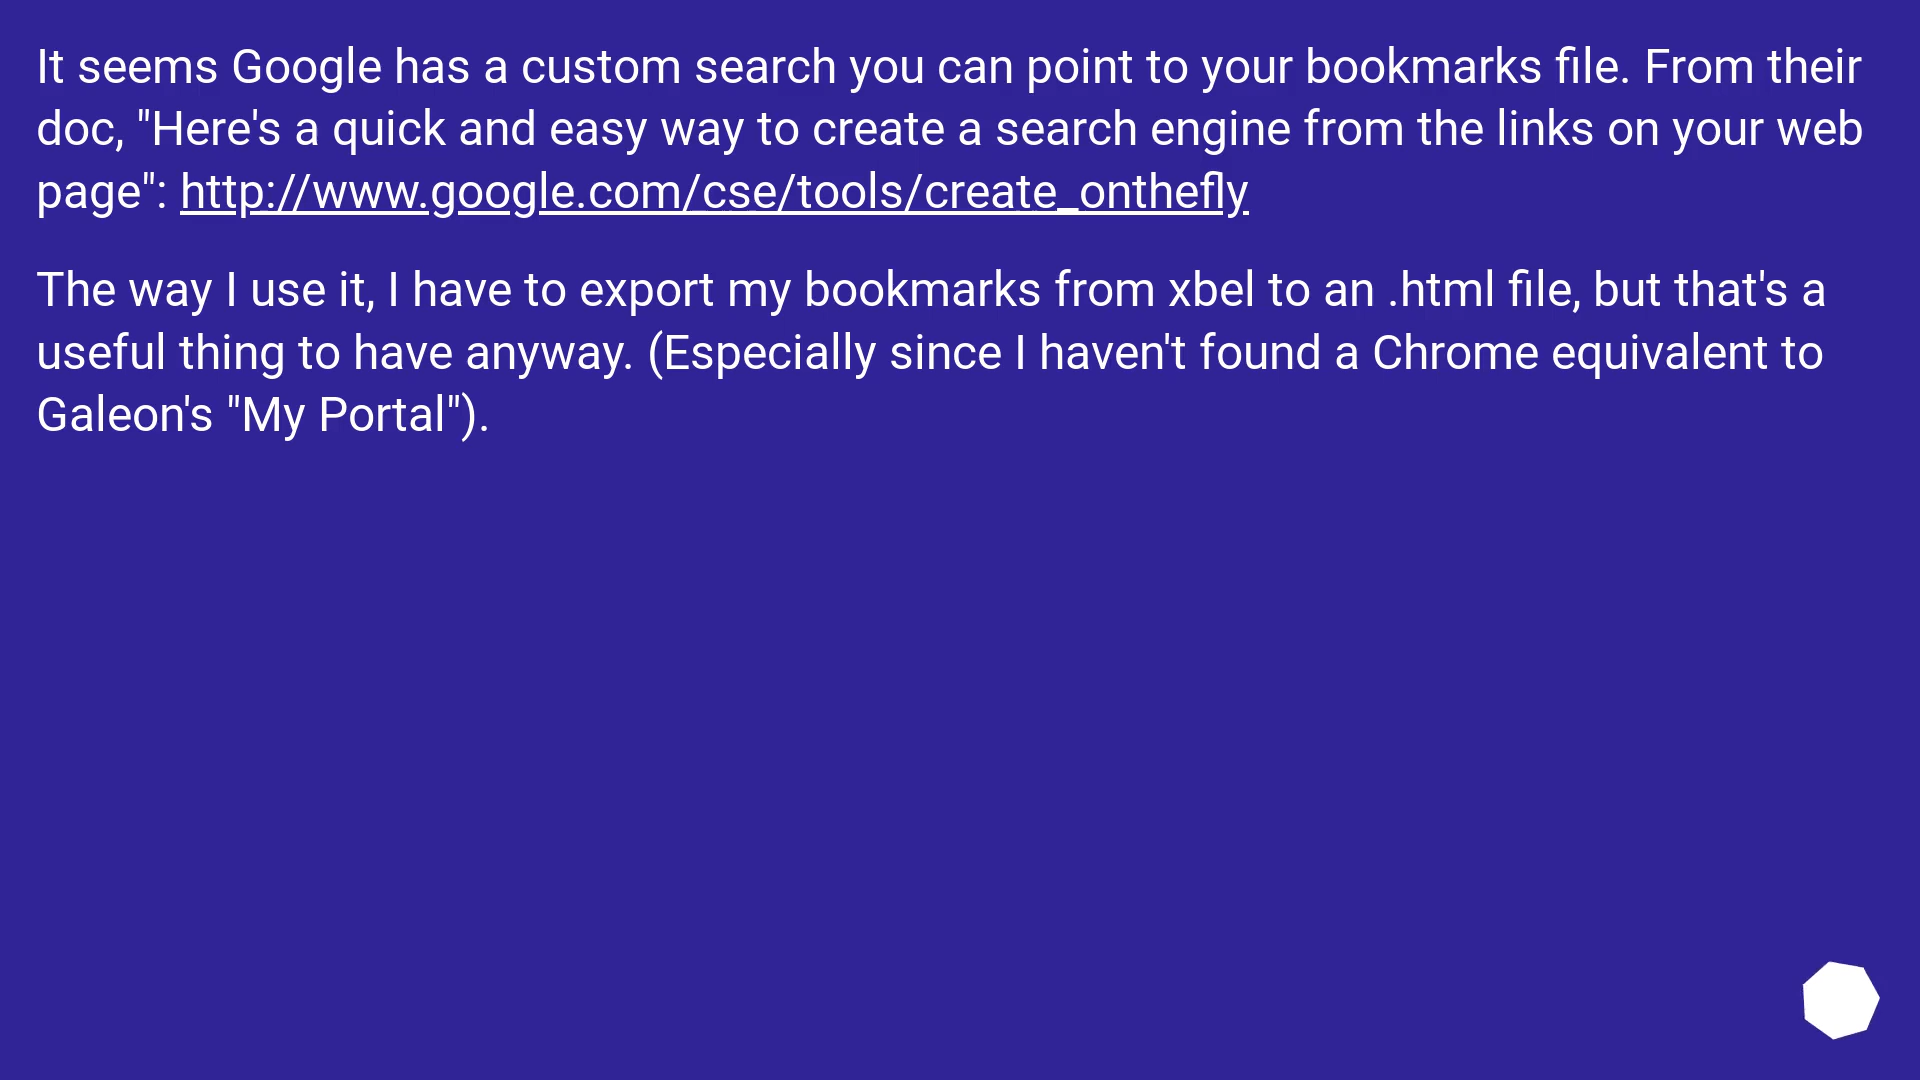 It seems Google has a custom search you can point to your bookmarks file. From their
doc, "Here's a quick and easy way to create a search engine from the links on your web
page": http://www.google.com/cse/tools/create_onthefly
The way I use it, I have to export my bookmarks from xbel to an .html file, but that's a
useful thing to have anyway. (Especially since I haven't found a Chrome equivalent to
Galeon's "My Portal").